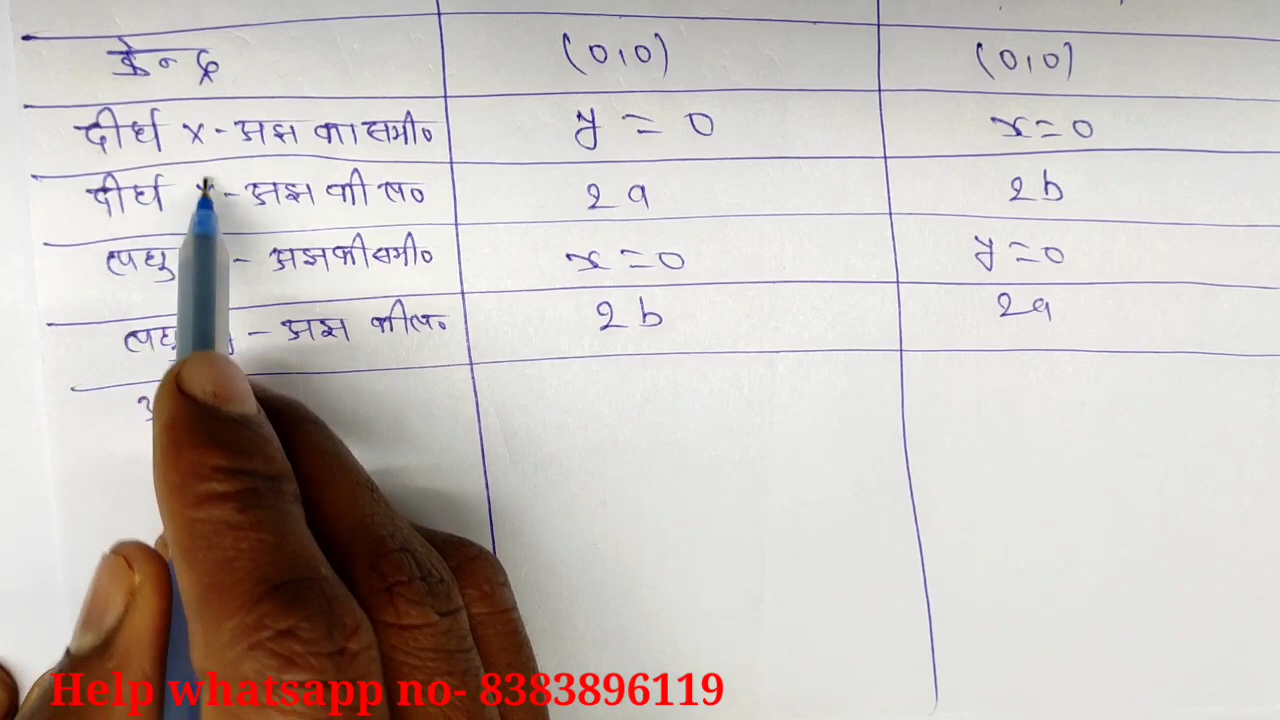 केन्द्र (0,0) (0,0)
दीर्घ x-अक्ष का समी० y = 0 x=0
दीर्घ x-अक्ष की ल० 2a 2b
लघु - अक्ष की समी० x=0 y=0
लघु y - अक्ष की ल० 2b 2a
Help whatsapp no- 8383896119